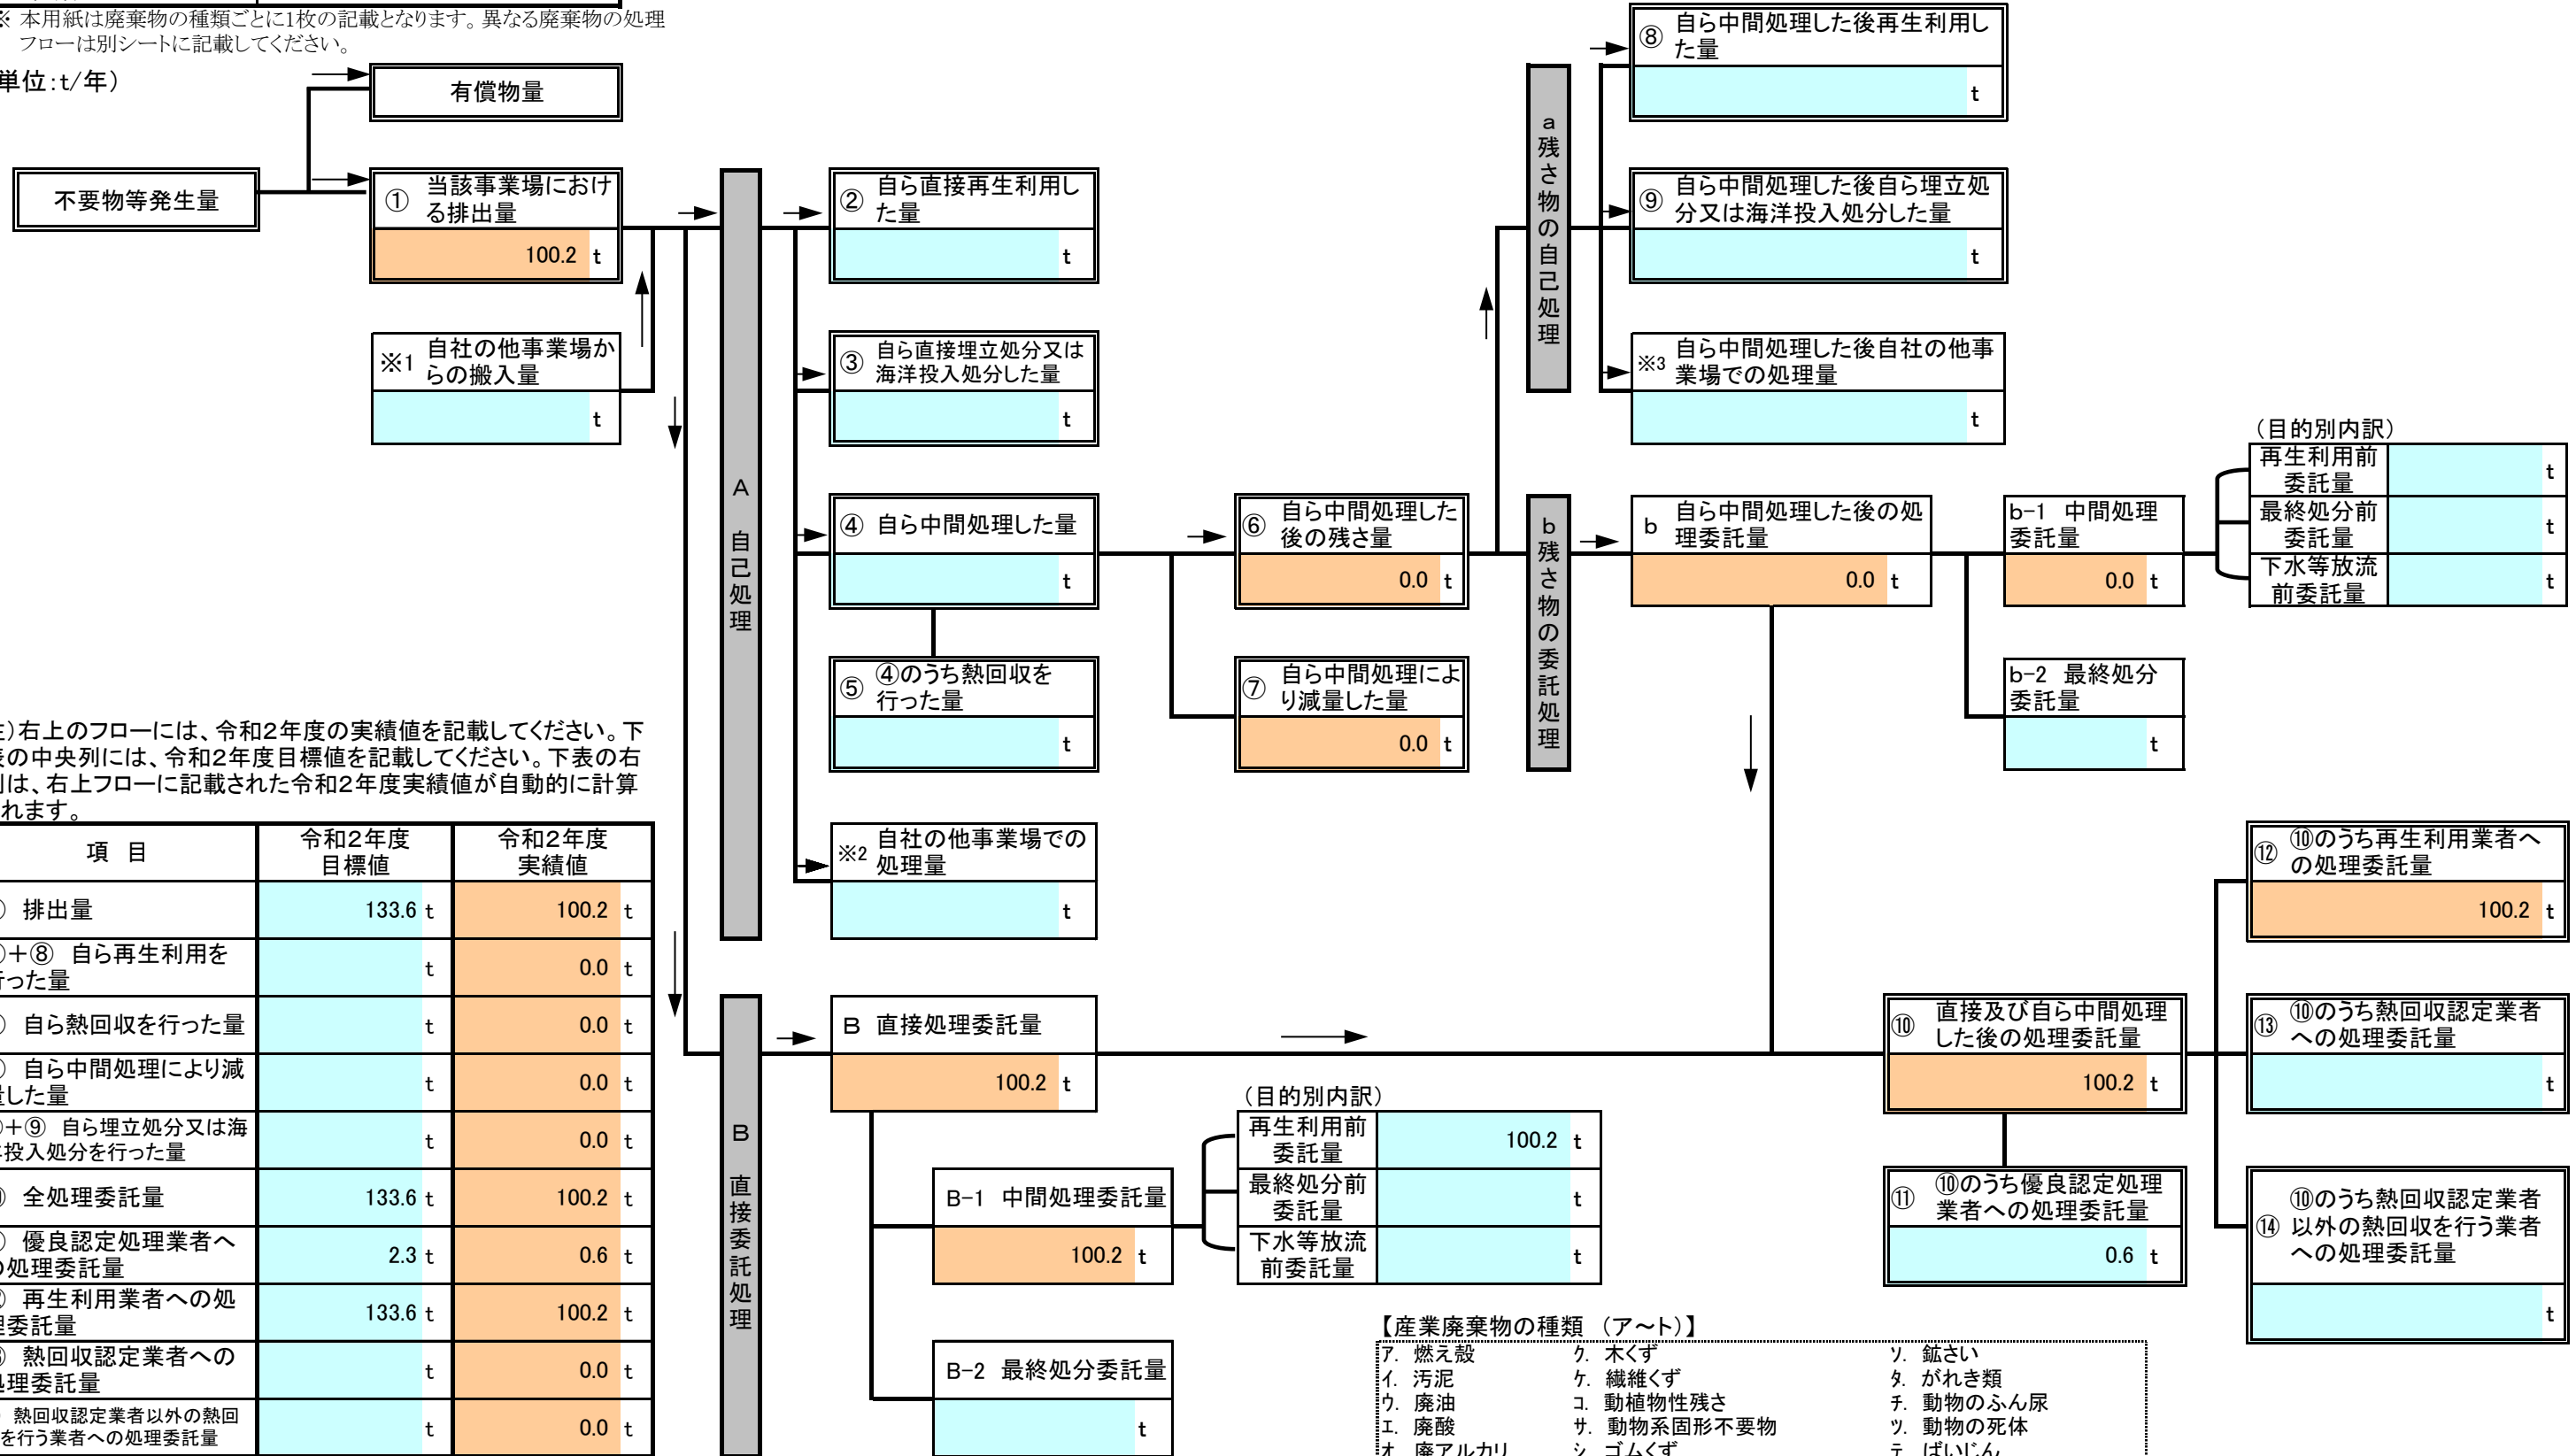 ※ 本用紙は廃棄物の種類ごとに1枚の記載となります。異なる廃棄物の処理
フローは別シートに記載してください。
単位：t/年）
有償物量
不要物等発生量
① 当該事業場におけ
る排出量
100.2 t
※1 自社の他事業場か
らの搬入量
t
A 自己処理
② 自ら直接再生利用し
た量
t
③ 自ら直接埋立処分又は
海洋投入処分した量
t
④ 自ら中間処理した量
t
⑤ ④のうち熱回収を
行った量
t
※2 自社の他事業場での
処理量
t
⑥ 自ら中間処理した
後の残さ量
0.0 t
⑦ 自ら中間処理によ
り減量した量
0.0 t
a 残さ物の自己処理
⑧ 自ら中間処理した後再生利用し
た量
t
⑨ 自ら中間処理した後自ら埋立処
分又は海洋投入処分した量
t
※3 自ら中間処理した後自社の他事
業場での処理量
t
b 残さ物の委託処理
b 自ら中間処理した後の処
理委託量
0.0 t
b-1 中間処理
委託量
0.0 t
b-2 最終処分
委託量
t
（目的別内訳）
再生利用前
委託量
t
最終処分前
委託量
t
下水等放流
前委託量
t
）右上のフローには、令和2年度の実績値を記載してください。下
の中央列には、令和2年度目標値を記載してください。下表の右
は、右上フローに記載された令和2年度実績値が自動的に計算
れます。
項 目 令和2年度
目標値 令和2年度
実績値
排出量 133.6 t 100.2 t
＋⑧ 自ら再生利用を
行った量 t 0.0 t
自ら熱回収を行った量 t 0.0 t
自ら中間処理により減
量した量 t 0.0 t
＋⑨ 自ら埋立処分又は海
洋投入処分を行った量 t 0.0 t
全処理委託量 133.6 t 100.2 t
優良認定処理業者へ
の処理委託量 2.3 t 0.6 t
再生利用業者への処
理委託量 133.6 t 100.2 t
熱回収認定業者への
処理委託量 t 0.0 t
熱回収認定業者以外の熱回
を行う業者への処理委託量 t 0.0 t
B 直接委託処理
B 直接処理委託量
100.2 t
B-1 中間処理委託量
100.2 t
B-2 最終処分委託量
t
（目的別内訳）
再生利用前
委託量
100.2 t
最終処分前
委託量
t
下水等放流
前委託量
t
⑩ 直接及び自ら中間処理
した後の処理委託量
100.2 t
⑪ ⑩のうち優良認定処理
業者への処理委託量
0.6 t
⑫ ⑩のうち再生利用業者へ
の処理委託量
100.2 t
⑬ ⑩のうち熱回収認定業者
への処理委託量
t
⑭ ⑩のうち熱回収認定業者
以外の熱回収を行う業者
への処理委託量
t
【産業廃棄物の種類 （ア～ト）】
ア. 燃え殻 ク. 木くず ソ. 鉱さい
イ. 汚泥 ケ. 繊維くず タ. がれき類
ウ. 廃油 コ. 動植物性残さ チ. 動物のふん尿
エ. 廃酸 サ. 動物系固形不要物 ツ. 動物の死体
オ. 廃アルカリ シ. ゴムくず テ. ばいじん